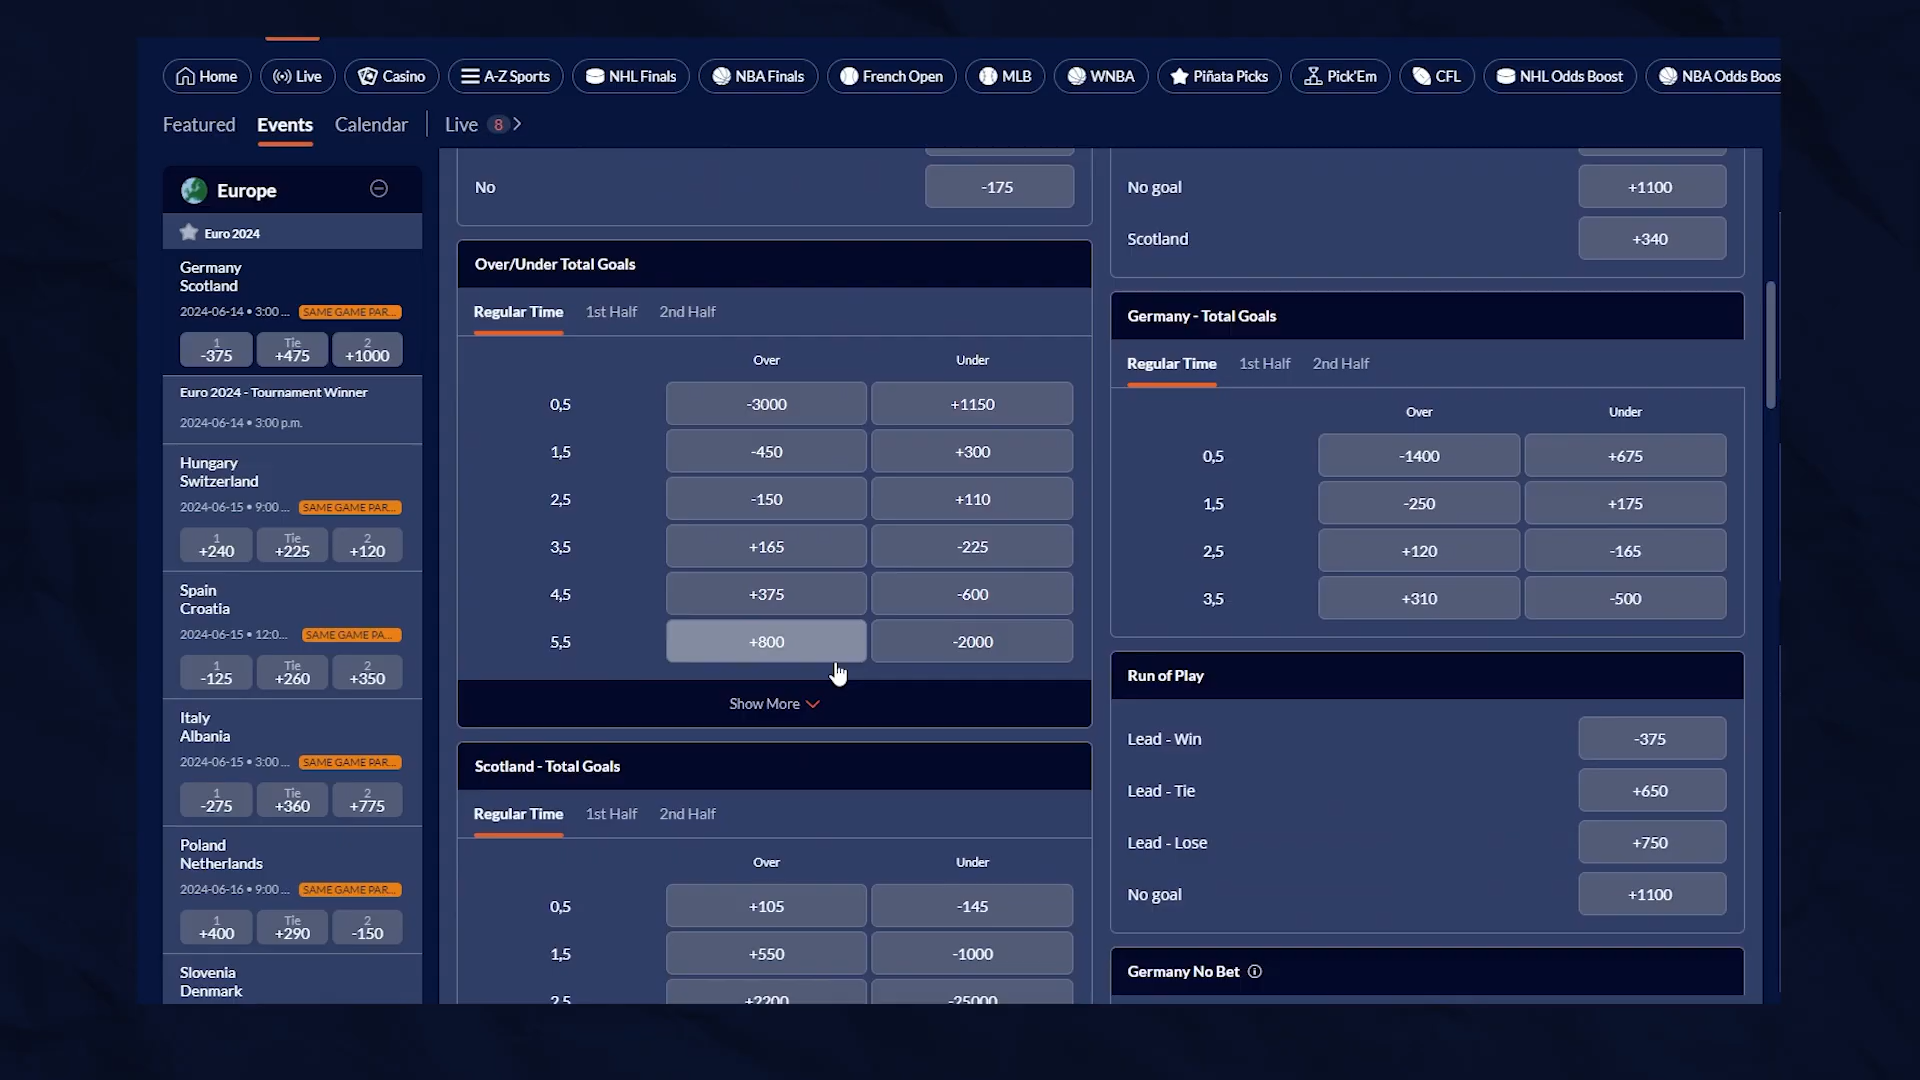 Home Live Casino A-Z Sports NHL Finals NBA Finals French Open MLB WNBA Piñata Picks Pick'Em CFL NHL Odds Boost NBA Odds Boos
Featured Events Calendar Live 8
Europe
Euro 2024
Germany
Scotland
2024-06-14 • 3:00 ... SAME GAME PAR...
1 Tie 2
-375 +475 +1000
Euro 2024 - Tournament Winner
2024-06-14 • 3:00 p.m.
Hungary
Switzerland
2024-06-15 • 9:00 ... SAME GAME PAR...
1 Tie 2
+240 +225 +120
Spain
Croatia
2024-06-15 • 12:0... SAME GAME PA...
1 Tie 2
-125 +260 +350
Italy
Albania
2024-06-15 • 3:00 ... SAME GAME PAR...
1 Tie 2
-275 +360 +775
Poland
Netherlands
2024-06-16 • 9:00 ... SAME GAME PAR...
1 Tie 2
+400 +290 -150
Slovenia
Denmark
No -175
Over/Under Total Goals
Regular Time 1st Half 2nd Half
Over Under
0,5 -3000 +1150
1,5 -450 +300
2,5 -150 +110
3,5 +165 -225
4,5 +375 -600
5,5 +800 -2000
Show More
Scotland - Total Goals
Regular Time 1st Half 2nd Half
Over Under
0,5 +105 -145
1,5 +550 -1000
2,5 +2200 -25000
No goal +1100
Scotland +340
Germany - Total Goals
Regular Time 1st Half 2nd Half
Over Under
0,5 -1400 +675
1,5 -250 +175
2,5 +120 -165
3,5 +310 -500
Run of Play
Lead - Win -375
Lead - Tie +650
Lead - Lose +750
No goal +1100
Germany No Bet